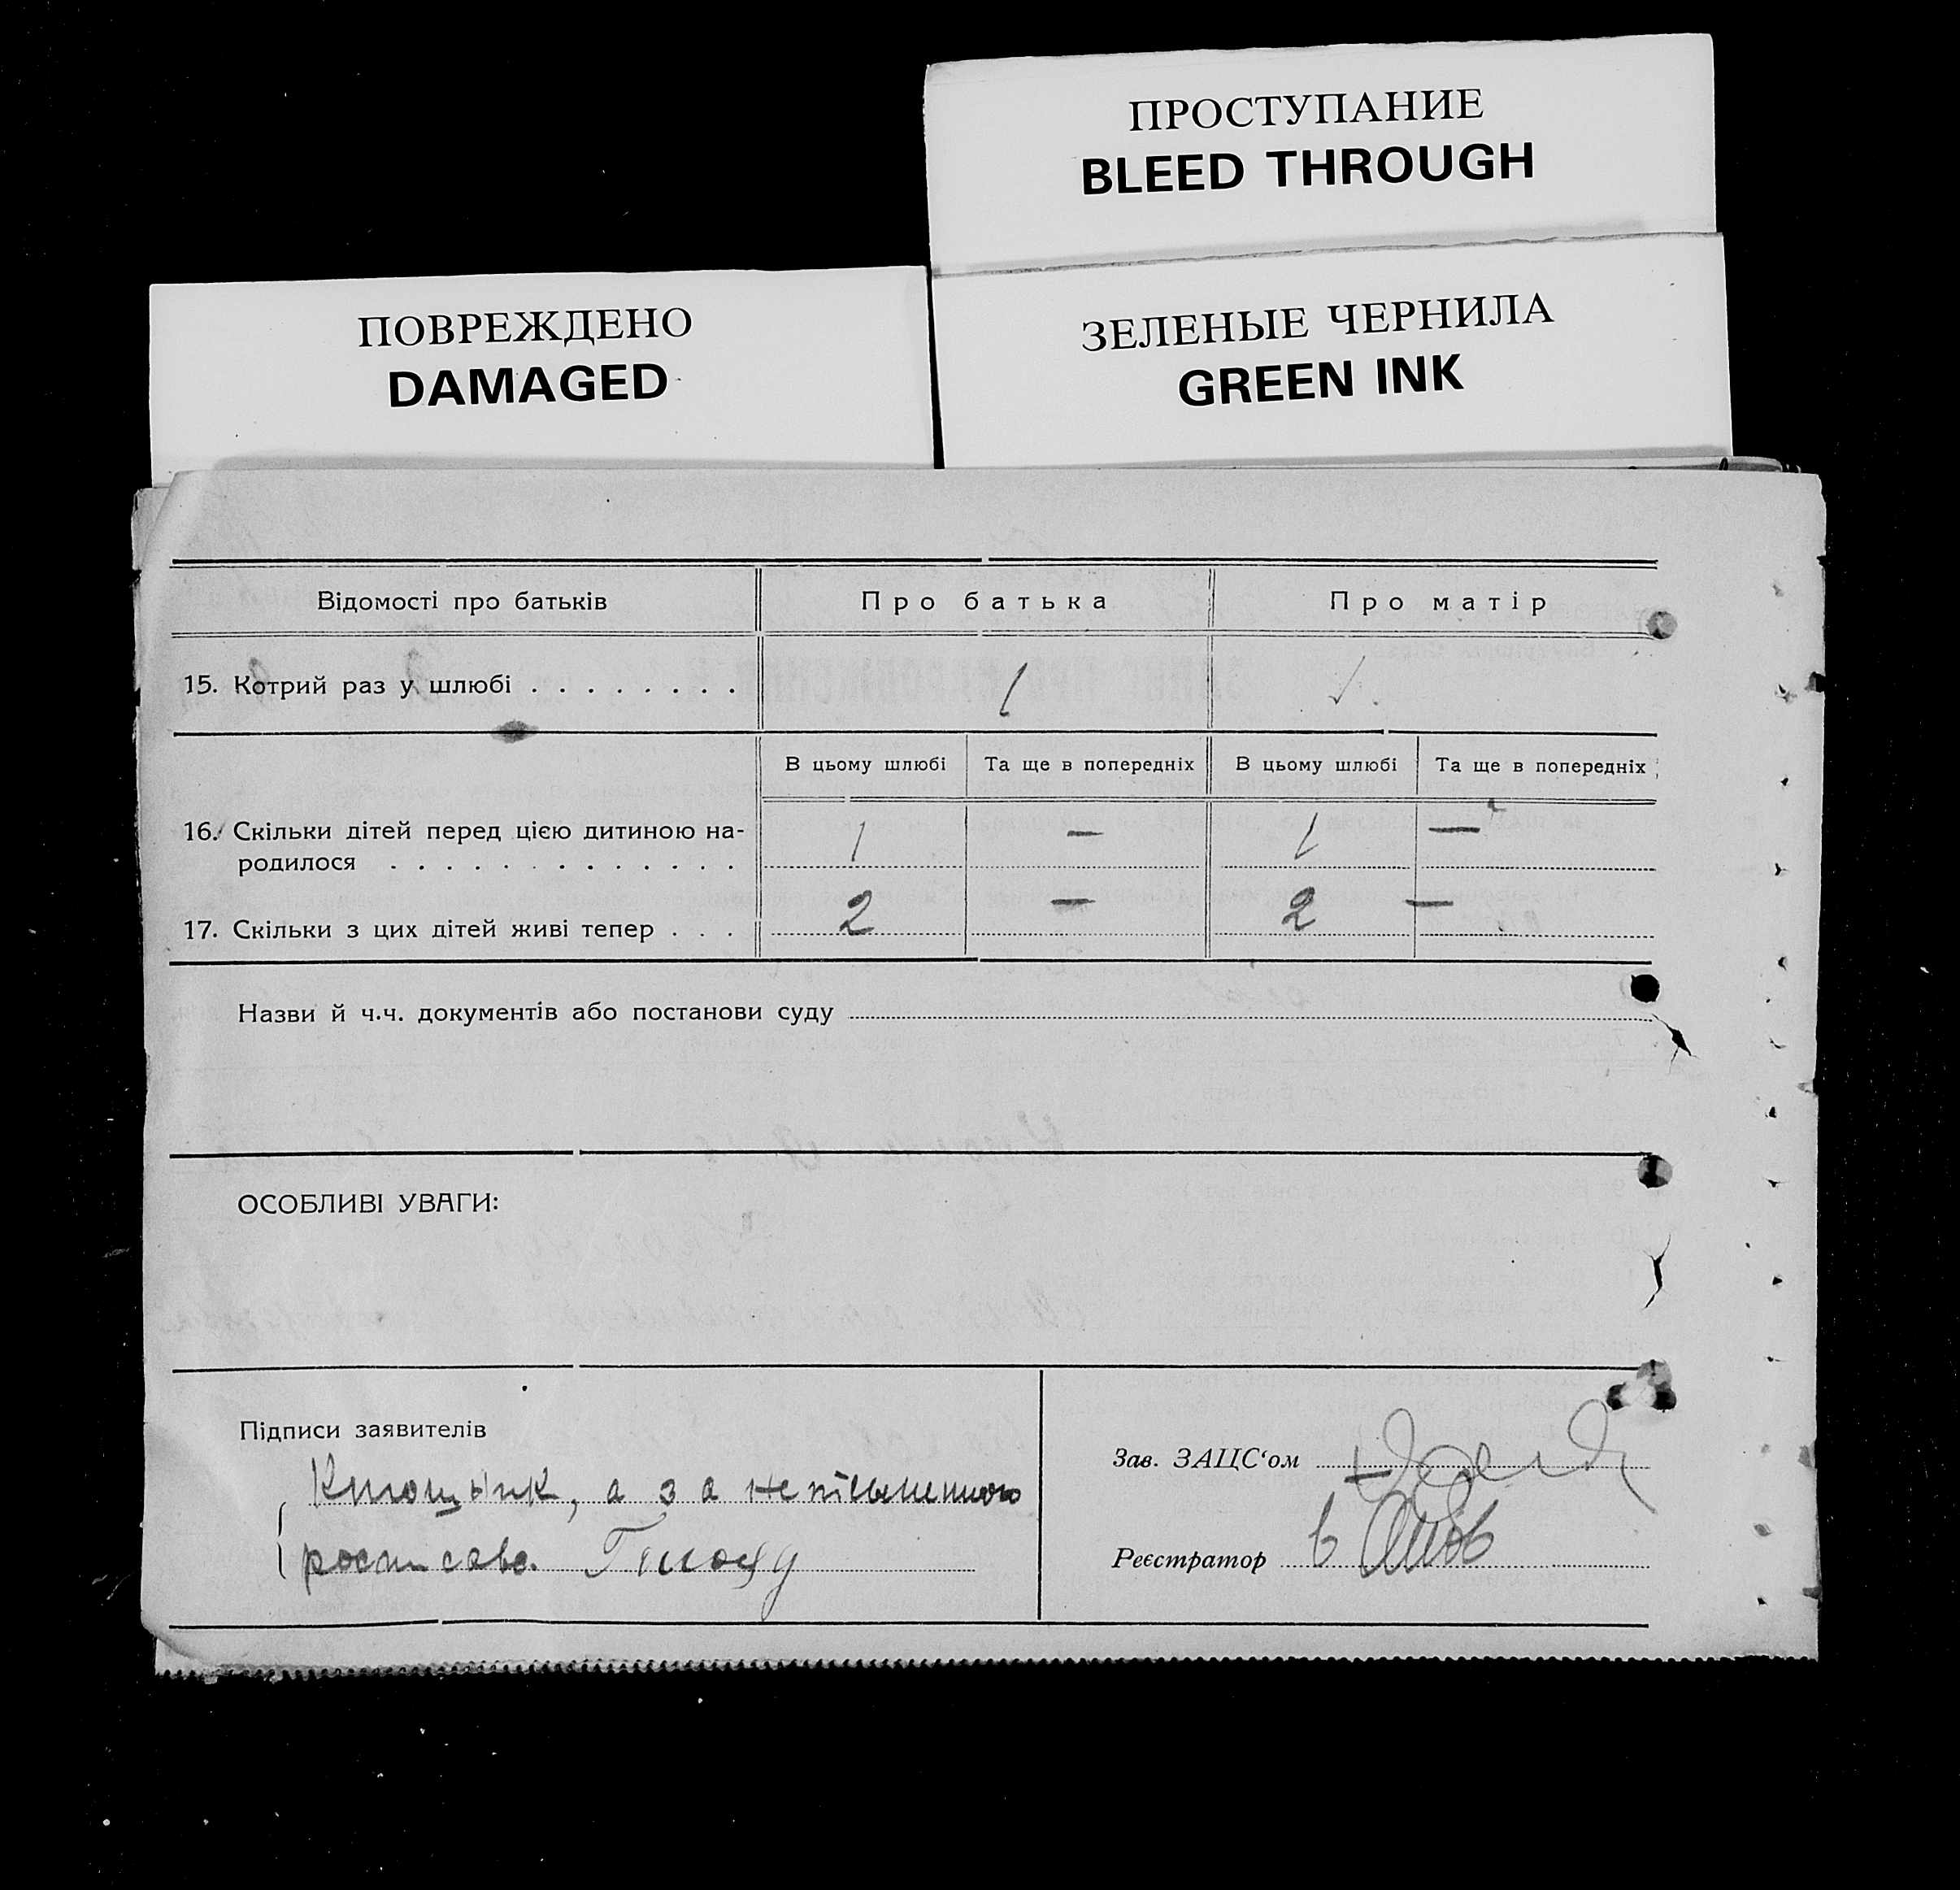 ПРОСТУПАНИЕ
BLEED THROUGH
ПОВРЕЖДЕНО
DAMAGED
ЗЕЛЕНЫЕ ЧЕРНИЛА
GREEN INK
Відомості про батьків Про батька Про матір
15. Котрий раз у шлюбі . . . . . . . . 1 ✓
В цьому шлюбі Та ще в попередніх В цьому шлюбі Та ще в попередніх
16. Скільки дітей перед цією дитиною на- 1 — 1 —
родилося . . . . . . . . . . . . .
17. Скільки з цих дітей живі тепер . . . 2 — 2 —
Назви й ч.ч. документів або постанови суду
ОСОБЛИВІ УВАГИ:
Підписи заявителів
а за
Зав. ЗАЦС‘ом
Реєстратор